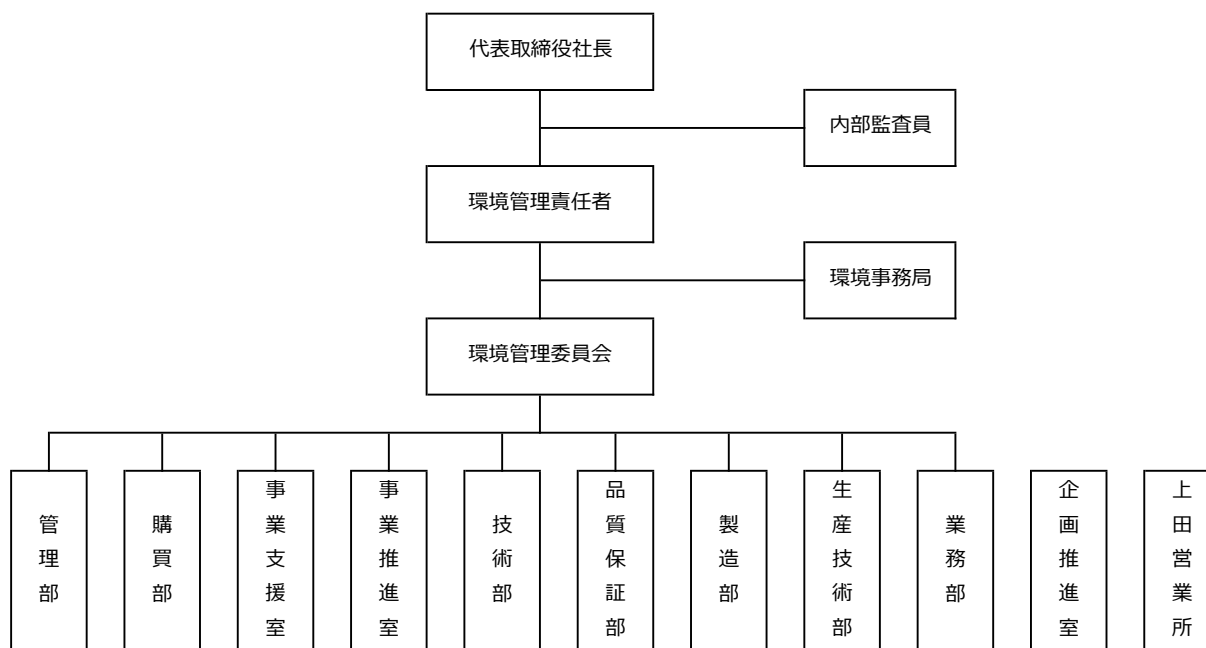 代表取締役社長
内部監査員
環境管理責任者
環境事務局
環境管理委員会
管理部
購買部
事業支援室
事業推進室
技術部
品質保証部
製造部
生産技術部
業務部
企画推進室
上田営業所